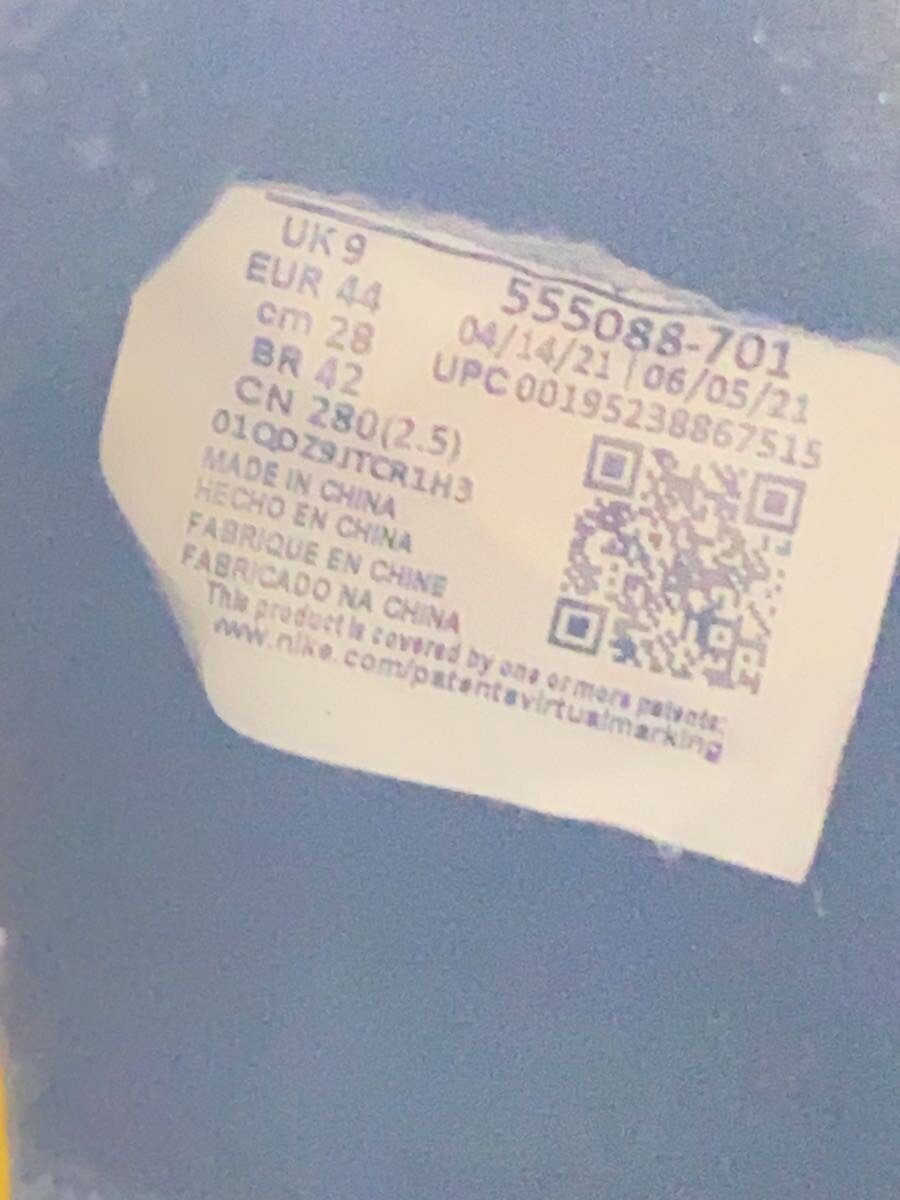 UK 9
EUR 44
cm 28
BR 42
CN 280(2.5)
555088-701
04/14/21 | 06/05/21
UPC 00195238867515
01QDZ9JTCR1H3
MADE IN CHINA
HECHO EN CHINA
FABRIQUE EN CHINE
FABRICADO NA CHINA
This product is covered by one or more patents:
www.nike.com/patentsvirtualmarking